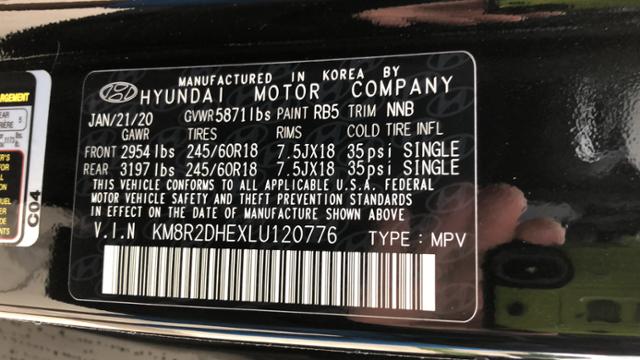 MANUFACTURED IN KOREA BY
HYUNDAI MOTOR COMPANY
JAN/21/20 GVWR 5871 lbs PAINT RB5 TRIM NNB
GAWR TIRES RIMS COLD TIRE INFL
FRONT 2954 lbs 245/60R18 7.5JX18 35psi SINGLE
REAR 3197 lbs 245/60R18 7.5JX18 35psi SINGLE
THIS VEHICLE CONFORMS TO ALL APPLICABLE U.S.A. FEDERAL
MOTOR VEHICLE SAFETY AND THEFT PREVENTION STANDARDS
IN EFFECT ON THE DATE OF MANUFACTURE SHOWN ABOVE
V.I.N KM8R2DHEXLU120776 TYPE : MPV
C04
5